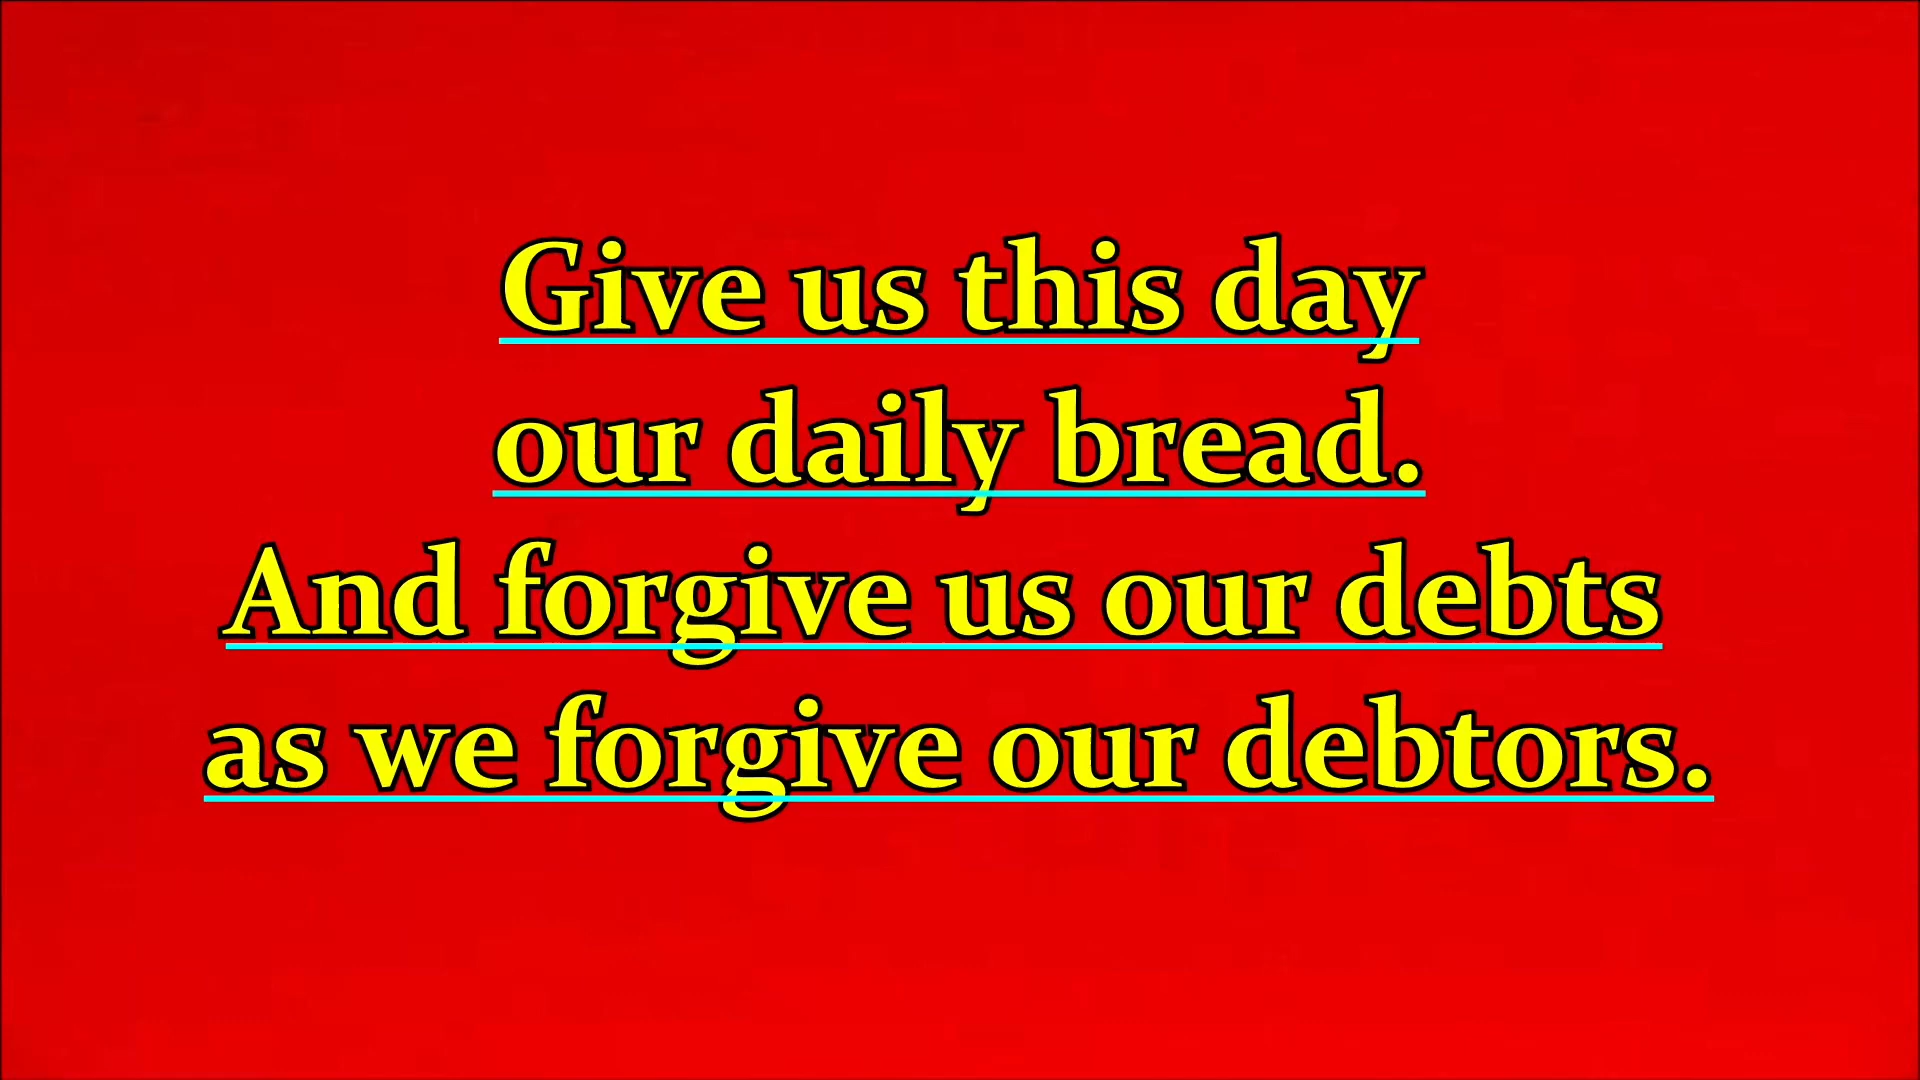 Give us this day
our daily bread.
And forgive us our debts
as we forgive our debtors.